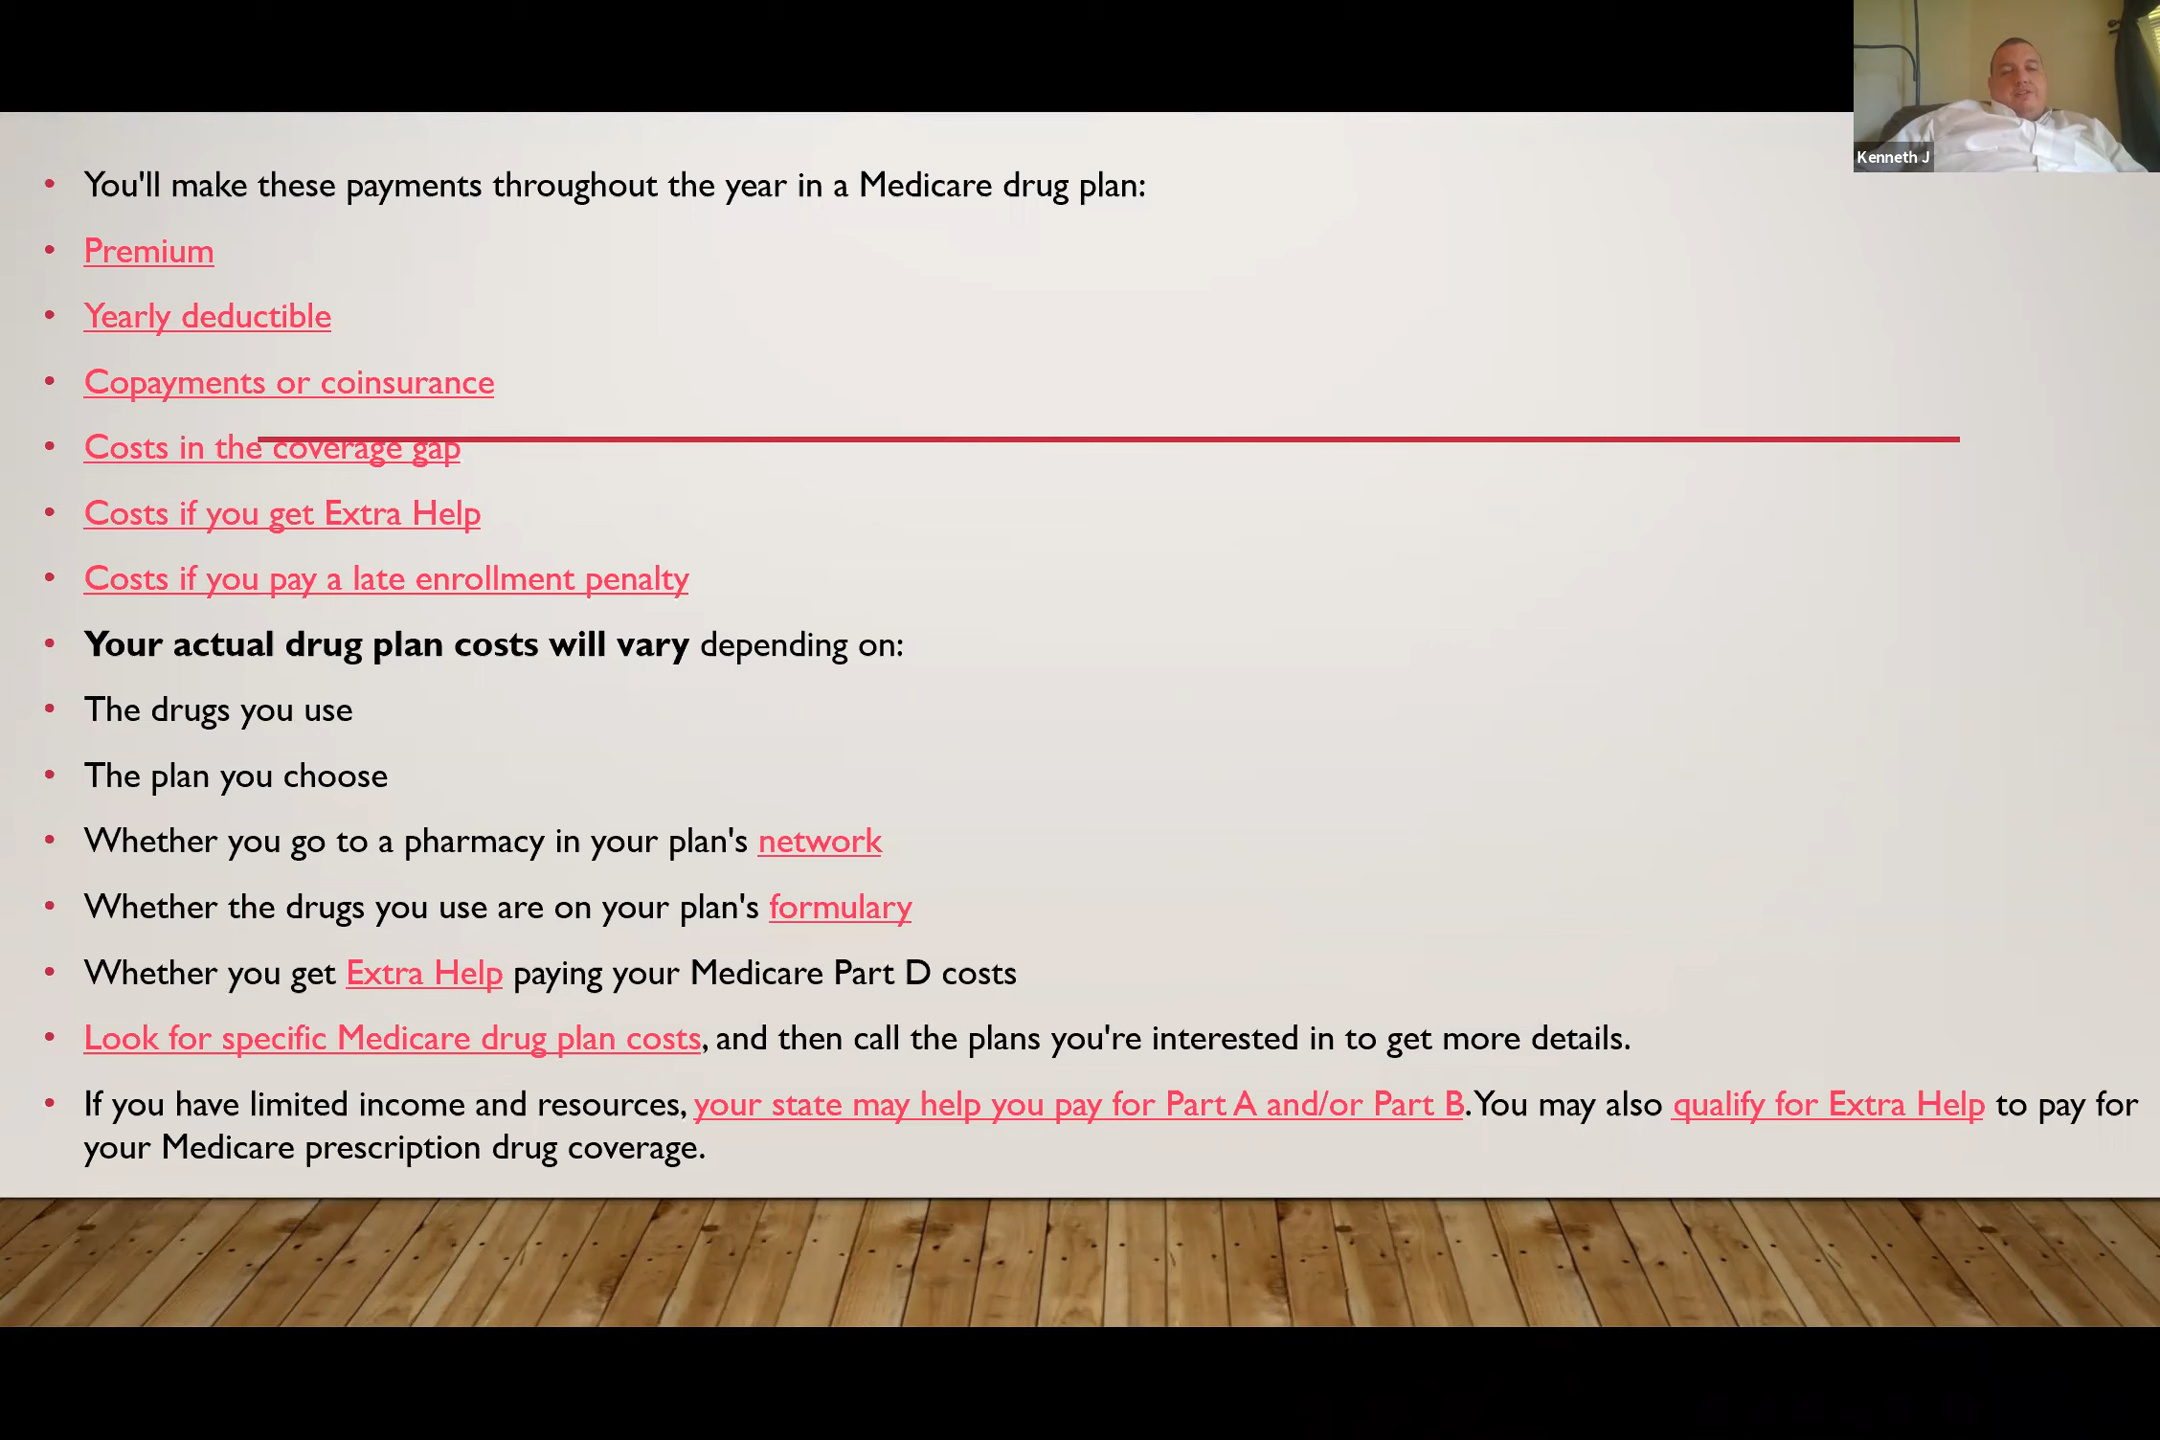 Kenneth J
You'll make these payments throughout the year in a Medicare drug plan:
Premium
Yearly deductible
Copayments or coinsurance
Costs in the coverage gap
Costs if you get Extra Help
Costs if you pay a late enrollment penalty
Your actual drug plan costs will vary depending on:
The drugs you use
The plan you choose
Whether you go to a pharmacy in your plan's network
Whether the drugs you use are on your plan's formulary
Whether you get Extra Help paying your Medicare Part D costs
Look for specific Medicare drug plan costs, and then call the plans you're interested in to get more details.
If you have limited income and resources, your state may help you pay for Part A and/or Part B. You may also qualify for Extra Help to pay for
your Medicare prescription drug coverage.